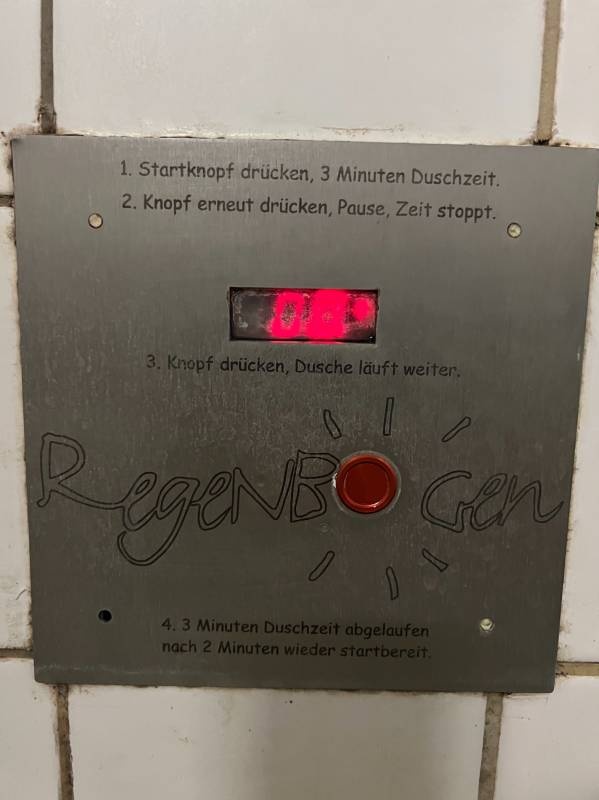 1. Startknopf drücken, 3 Minuten Duschzeit.
2. Knopf erneut drücken, Pause, Zeit stoppt.
3. Knopf drücken, Dusche läuft weiter.
RegeNBOGen
4. 3 Minuten Duschzeit abgelaufen
nach 2 Minuten wieder startbereit.